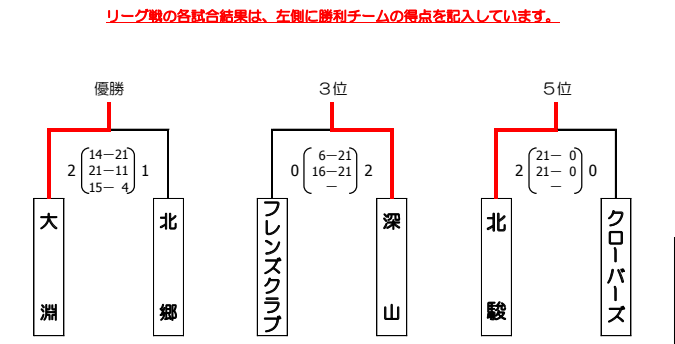 リーグ戦の各試合結果は、左側に勝利チームの得点を記入しています。
優勝
2 14－21 1
21－11
15－ 4
大淵
北郷
３位
0 6－21 2
16－21
－
フレンズクラブ
深山
５位
2 21－ 0 0
21－ 0
－
北駿
クローバーズ